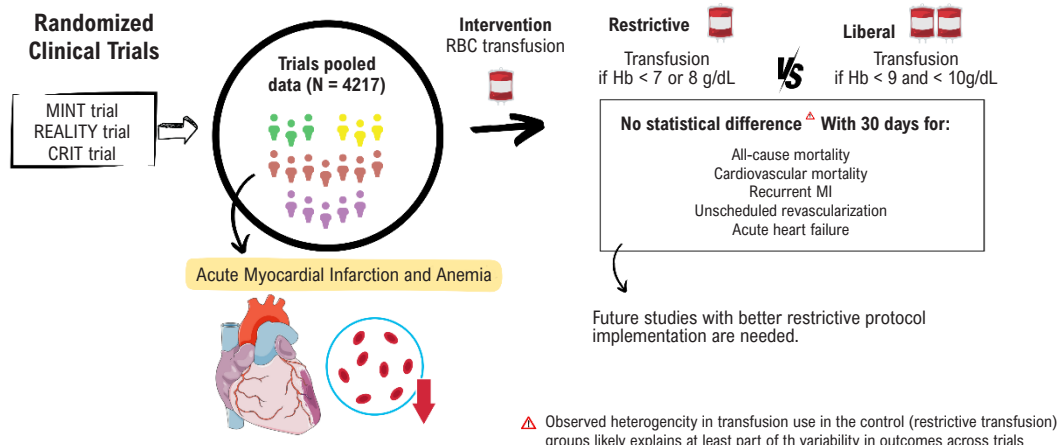 Randomized
Clinical Trials
MINT trial
REALITY trial
CRIT trial
Trials pooled
data (N = 4217)
Acute Myocardial Infarction and Anemia
Intervention
RBC transfusion
Restrictive
Transfusion
if Hb < 7 or 8 g/dL
VS
Liberal
Transfusion
if Hb < 9 and < 10g/dL
No statistical difference ⚠ With 30 days for:
All-cause mortality
Cardiovascular mortality
Recurrent MI
Unscheduled revascularization
Acute heart failure
Future studies with better restrictive protocol
implementation are needed.
⚠ Observed heterogencity in transfusion use in the control (restrictive transfusion)
groups likely explains at least part of th variability in outcomes across trials